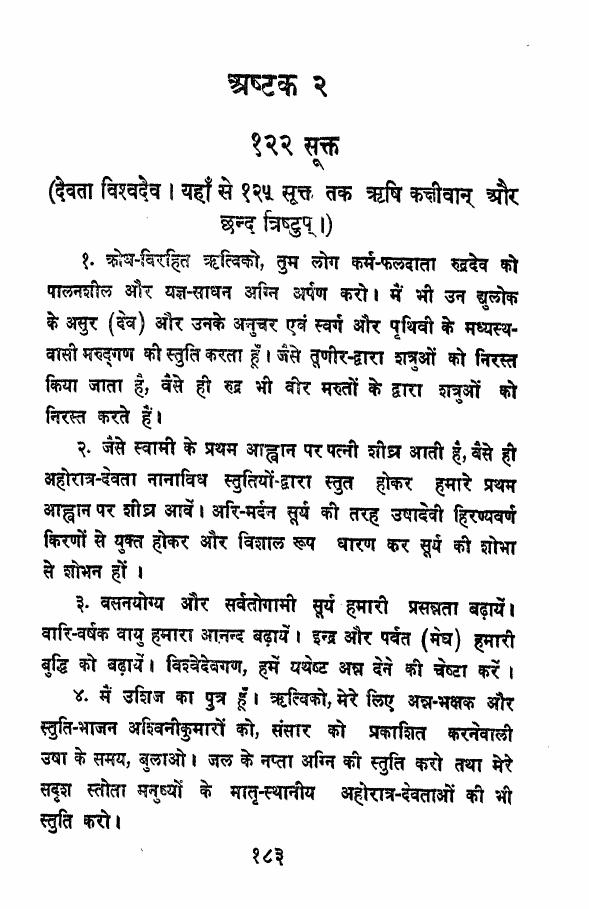 अष्टक २
१२२ सूक्त
(देवता विश्वदेव । यहाँ से १२५ सूक्त तक ऋषि कक्षीवान् और
छन्द त्रिष्टुप् ।)
१. क्रोध-विरहित ऋत्विको, तुम लोग कर्म-फलदाता रुद्रदेव को
पालनशील और यज्ञ-साधन अग्नि अर्पण करो। मैं भी उन द्युलोक
के असुर (देव) और उनके अनुचर एवं स्वर्ग और पृथिवी के मध्यस्थ-
वासी मरुद्गण की स्तुति करता हूँ। जैसे तूणीर-द्वारा शत्रुओं को निरस्त
किया जाता है, वैसे ही रुद्र भी वीर मरुतों के द्वारा शत्रुओं को
निरस्त करते हैं।
२. जैसे स्वामी के प्रथम आह्वान पर पत्नी शीघ्र आती है, वैसे ही
अहोरात्र-देवता नानाविध स्तुतियों-द्वारा स्तुत होकर हमारे प्रथम
आह्वान पर शीघ्र आवें। अरि-मर्दन सूर्य की तरह उषादेवी हिरण्यवर्ण
किरणों से युक्त होकर और विशाल रूप धारण कर सूर्य की शोभा
से शोभन हों ।
३. वसनयोग्य और सर्वतोगामी सूर्य हमारी प्रसन्नता बढ़ायें।
वारि-वर्षक वायु हमारा आनन्द बढ़ायें। इन्द्र और पर्वत (मेघ) हमारी
बुद्धि को बढ़ायें। विश्वेदेवगण, हमें यथेष्ट अन्न देने की चेष्टा करें ।
४. मैं उशिज का पुत्र हूँ। ऋत्विको, मेरे लिए अन्न-भक्षक और
स्तुति-भाजन अश्विनीकुमारों को, संसार को प्रकाशित करनेवाली
उषा के समय, बुलाओ। जल के नप्ता अग्नि की स्तुति करो तथा मेरे
सदृश स्तोता मनुष्यों के मातृ-स्थानीय अहोरात्र-देवताओं की भी
स्तुति करो।
१८३